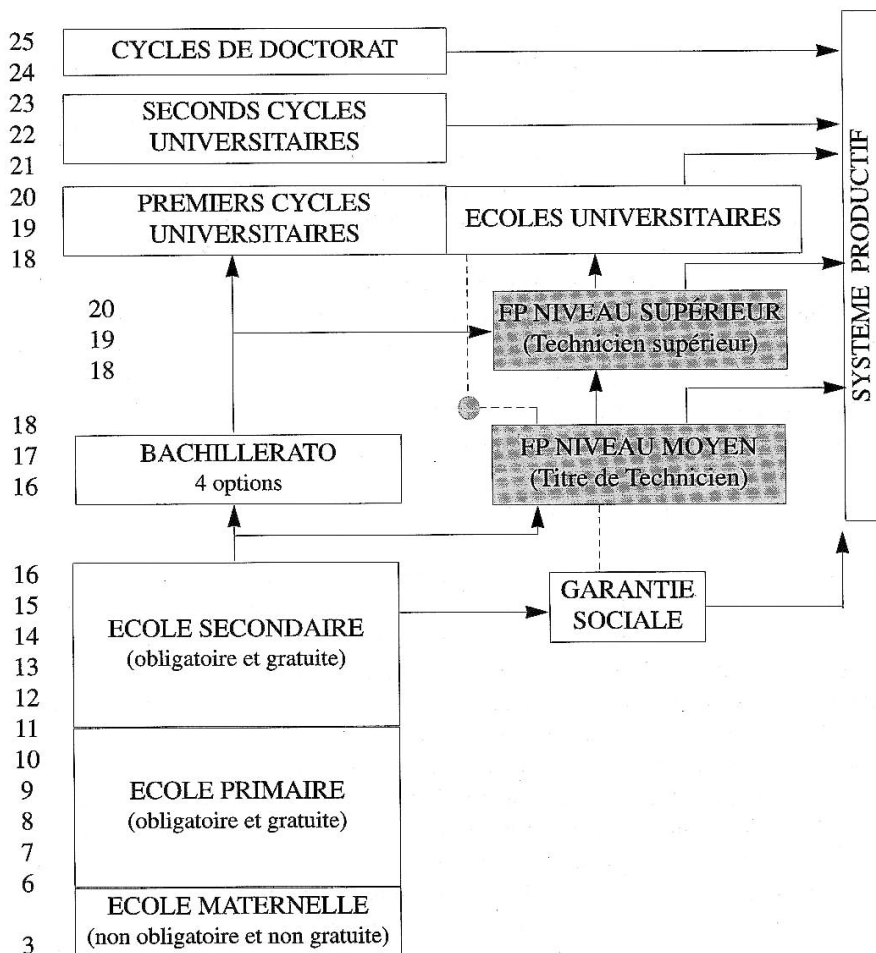 25
24
CYCLES DE DOCTORAT
23
22
21
SECONDS CYCLES
UNIVERSITAIRES
20
19
18
PREMIERS CYCLES
UNIVERSITAIRES
ECOLES UNIVERSITAIRES
20
19
18
FP NIVEAU SUPÉRIEUR
(Technicien supérieur)
18
17
16
BACHILLERATO
4 options
FP NIVEAU MOYEN
(Titre de Technicien)
16
15
14
13
12
11
ECOLE SECONDAIRE
(obligatoire et gratuite)
GARANTIE
SOCIALE
10
9
8
7
6
ECOLE PRIMAIRE
(obligatoire et gratuite)
ECOLE MATERNELLE
(non obligatoire et non gratuite)
3
SYSTEME PRODUCTIF